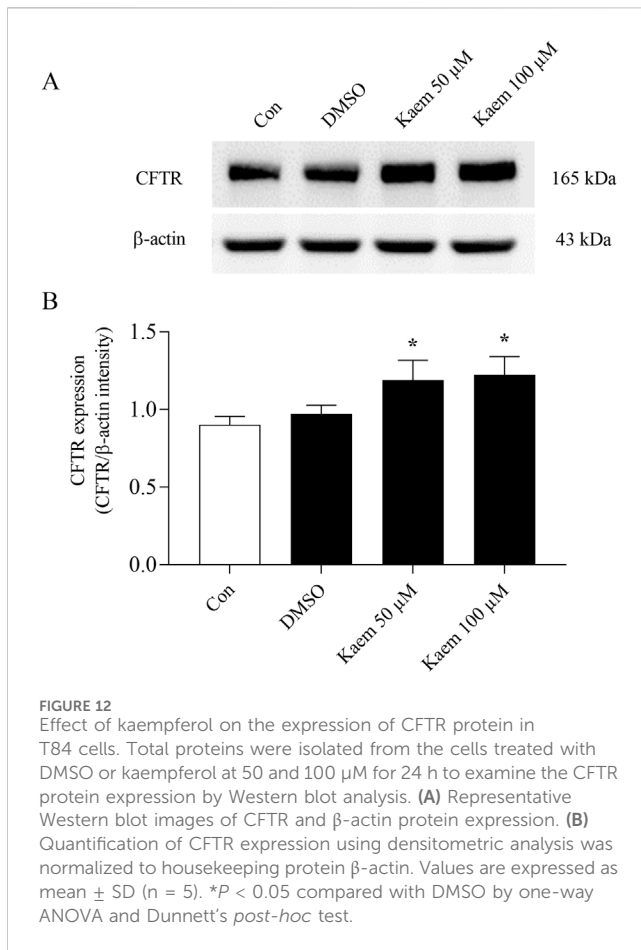 A
Con DMSO Kaem 50 µM Kaem 100 µM
CFTR 165 kDa
β-actin 43 kDa
B
CFTR expression
(CFTR/β-actin intensity)
1.5
1.0
0.5
0.0
* *
Con DMSO Kaem 50 µM Kaem 100 µM
FIGURE 12
Effect of kaempferol on the expression of CFTR protein in
T84 cells. Total proteins were isolated from the cells treated with
DMSO or kaempferol at 50 and 100 µM for 24 h to examine the CFTR
protein expression by Western blot analysis. (A) Representative
Western blot images of CFTR and β-actin protein expression. (B)
Quantification of CFTR expression using densitometric analysis was
normalized to housekeeping protein β-actin. Values are expressed as
mean ± SD (n = 5). *P < 0.05 compared with DMSO by one-way
ANOVA and Dunnett's post-hoc test.